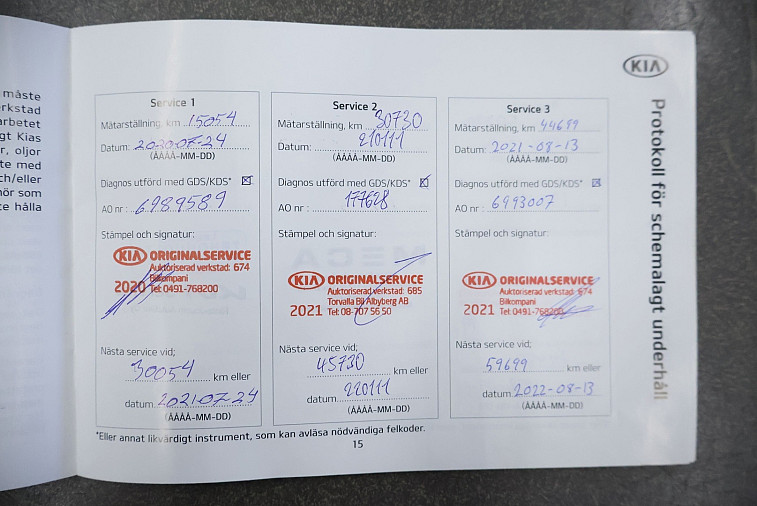 måste
rkstad
arbetet
gt Kias
r, oljor
te med
ch/eller
hör som
te hålla
KIA
Protokoll för schemalagt underhåll
Service 1
Mätarställning, km 15054
Datum: 2020-07-24
(ÅÅÅÅ-MM-DD)
Diagnos utförd med GDS/KDS*
AO nr : 6989589
Stämpel och signatur:
KIA ORIGINALSERVICE
Auktoriserad verkstad: 674
Bilkompani
2020 Tel: 0491-768200
Nästa service vid;
30054 km eller
datum 2021-07-24
(ÅÅÅÅ-MM-DD)
Service 2
Mätarställning, km 30730
Datum: 210111
(ÅÅÅÅ-MM-DD)
Diagnos utförd med GDS/KDS*
AO nr : 177628
Stämpel och signatur:
KIA ORIGINALSERVICE
Auktoriserad verkstad: 685
Torvalla Bil Albyberg AB
2021 Tel: 08-707 56 50
Nästa service vid;
45730 km eller
220111
datum
(ÅÅÅÅ-MM-DD)
Service 3
Mätarställning, km 44699
Datum: 2021-08-13
(ÅÅÅÅ-MM-DD)
Diagnos utförd med GDS/KDS*
AO nr : 6993007
Stämpel och signatur:
KIA ORIGINALSERVICE
Auktoriserad verkstad: 674
Bilkompani
2021 Tel: 0491-768200
Nästa service vid;
59699 km eller
datum 2022-08-13
(ÅÅÅÅ-MM-DD)
*Eller annat likvärdigt instrument, som kan avläsa nödvändiga felkoder.
15